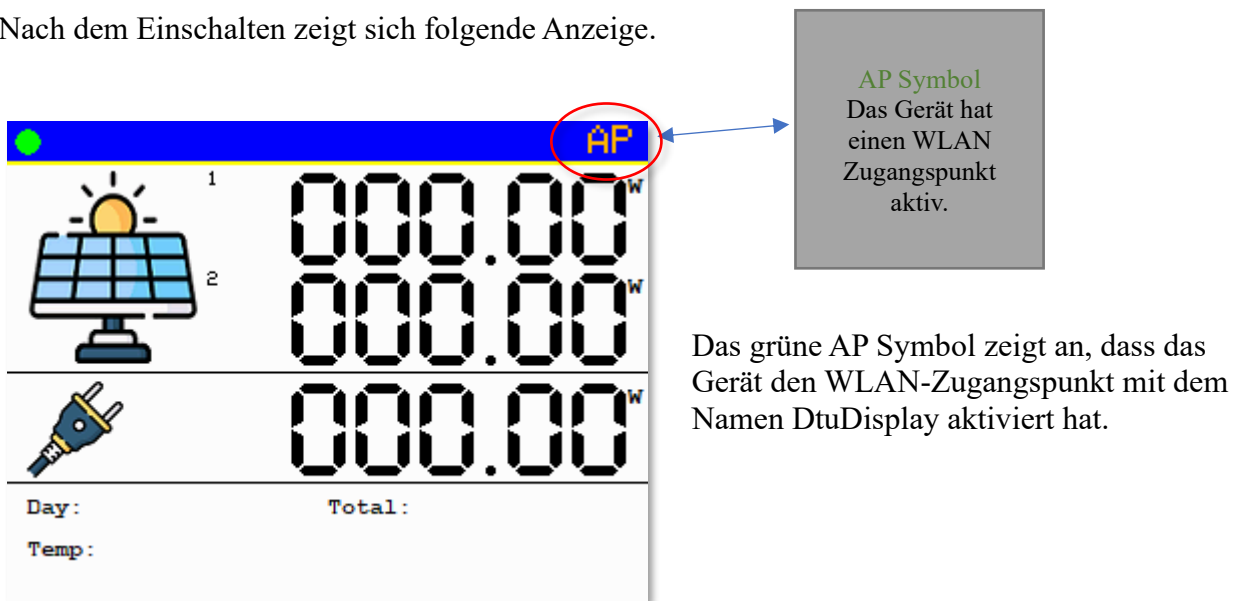 Nach dem Einschalten zeigt sich folgende Anzeige.
AP Symbol
Das Gerät hat
einen WLAN
Zugangspunkt
aktiv.
AP
1 000.00 W
2 000.00 W
000.00 W
Day: Total:
Temp:
Das grüne AP Symbol zeigt an, dass das
Gerät den WLAN-Zugangspunkt mit dem
Namen DtuDisplay aktiviert hat.